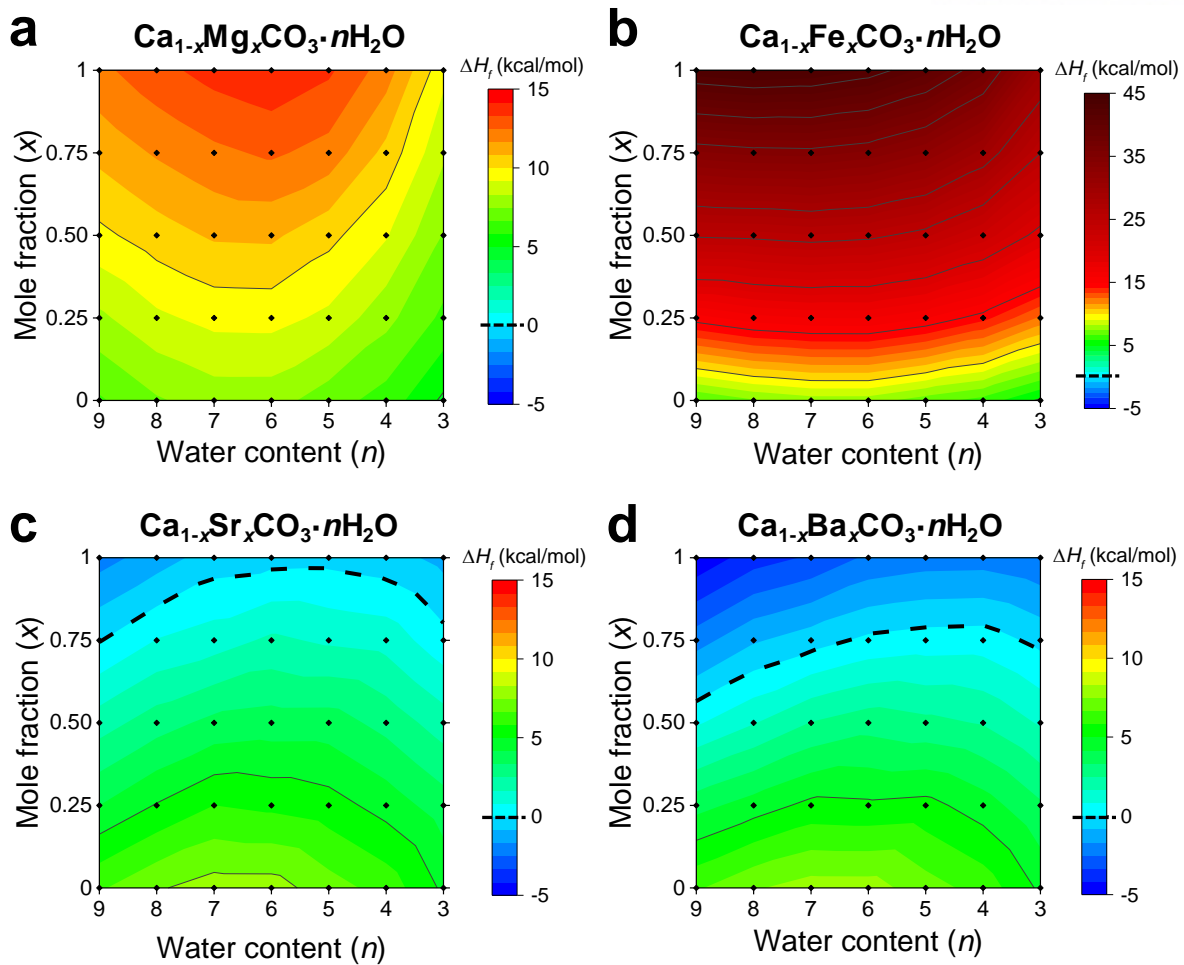 a
Ca1-xMgxCO3·nH2O
ΔHf (kcal/mol)
15
10
5
0
-5
1
0.75
0.50
0.25
0
Mole fraction (x)
9 8 7 6 5 4 3
Water content (n)
b
Ca1-xFexCO3·nH2O
ΔHf (kcal/mol)
45
35
25
15
5
0
-5
1
0.75
0.50
0.25
0
Mole fraction (x)
9 8 7 6 5 4 3
Water content (n)
c
Ca1-xSrxCO3·nH2O
ΔHf (kcal/mol)
15
10
5
0
-5
1
0.75
0.50
0.25
0
Mole fraction (x)
9 8 7 6 5 4 3
Water content (n)
d
Ca1-xBaxCO3·nH2O
ΔHf (kcal/mol)
15
10
5
0
-5
1
0.75
0.50
0.25
0
Mole fraction (x)
9 8 7 6 5 4 3
Water content (n)